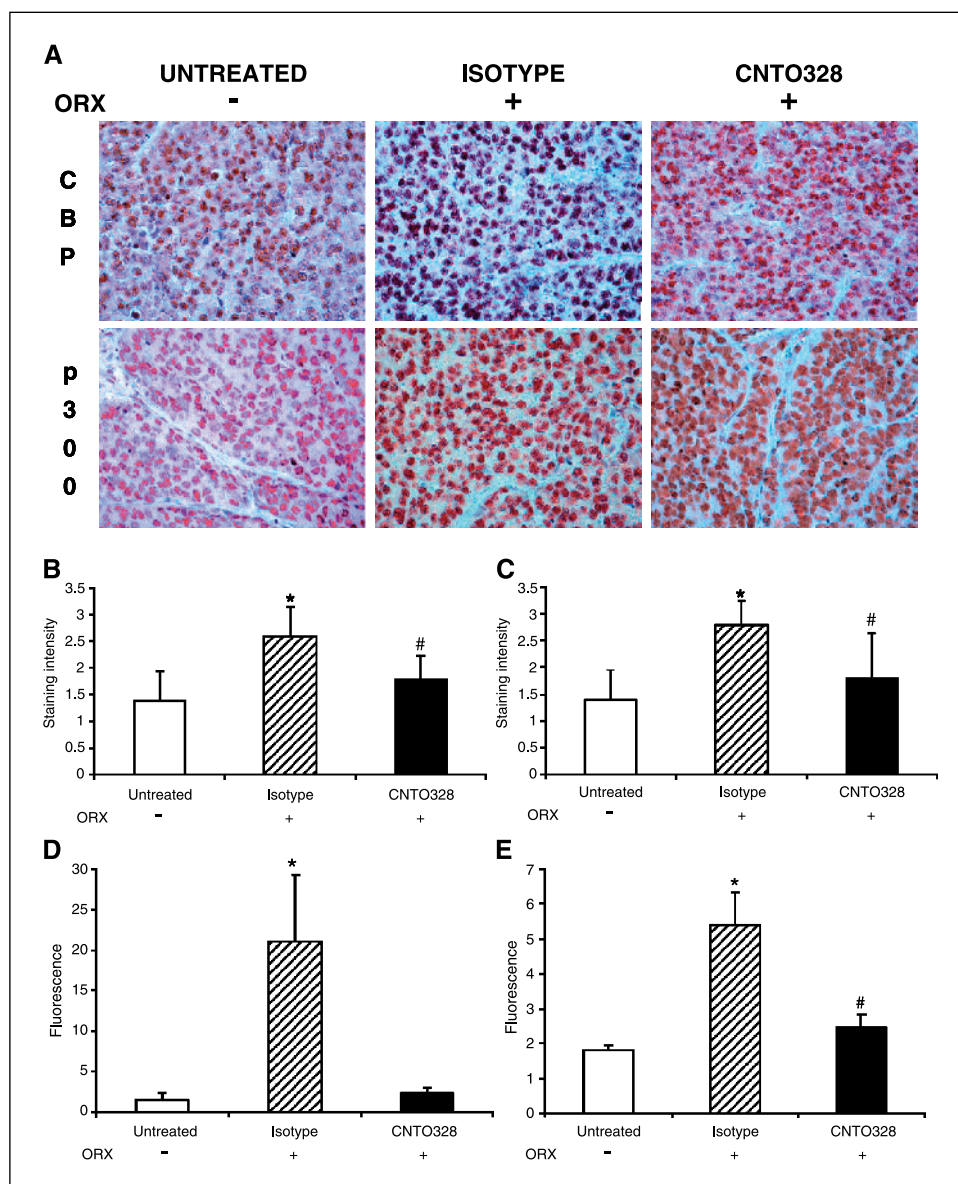 A
UNTREATED ISOTYPE CNTO328
ORX - + +
C
B
P
p
3
0
0
B
Staining intensity
3.5
3
2.5
2
1.5
1
0.5
0
*
#
Untreated Isotype CNTO328
ORX - + +
C
Staining intensity
3.5
3
2.5
2
1.5
1
0.5
0
*
#
Untreated Isotype CNTO328
ORX - + +
D
Fluorescence
30
25
20
15
10
5
0
*
Untreated Isotype CNTO328
ORX - + +
E
Fluorescence
7
6
5
4
3
2
1
0
*
#
Untreated Isotype CNTO328
ORX - + +